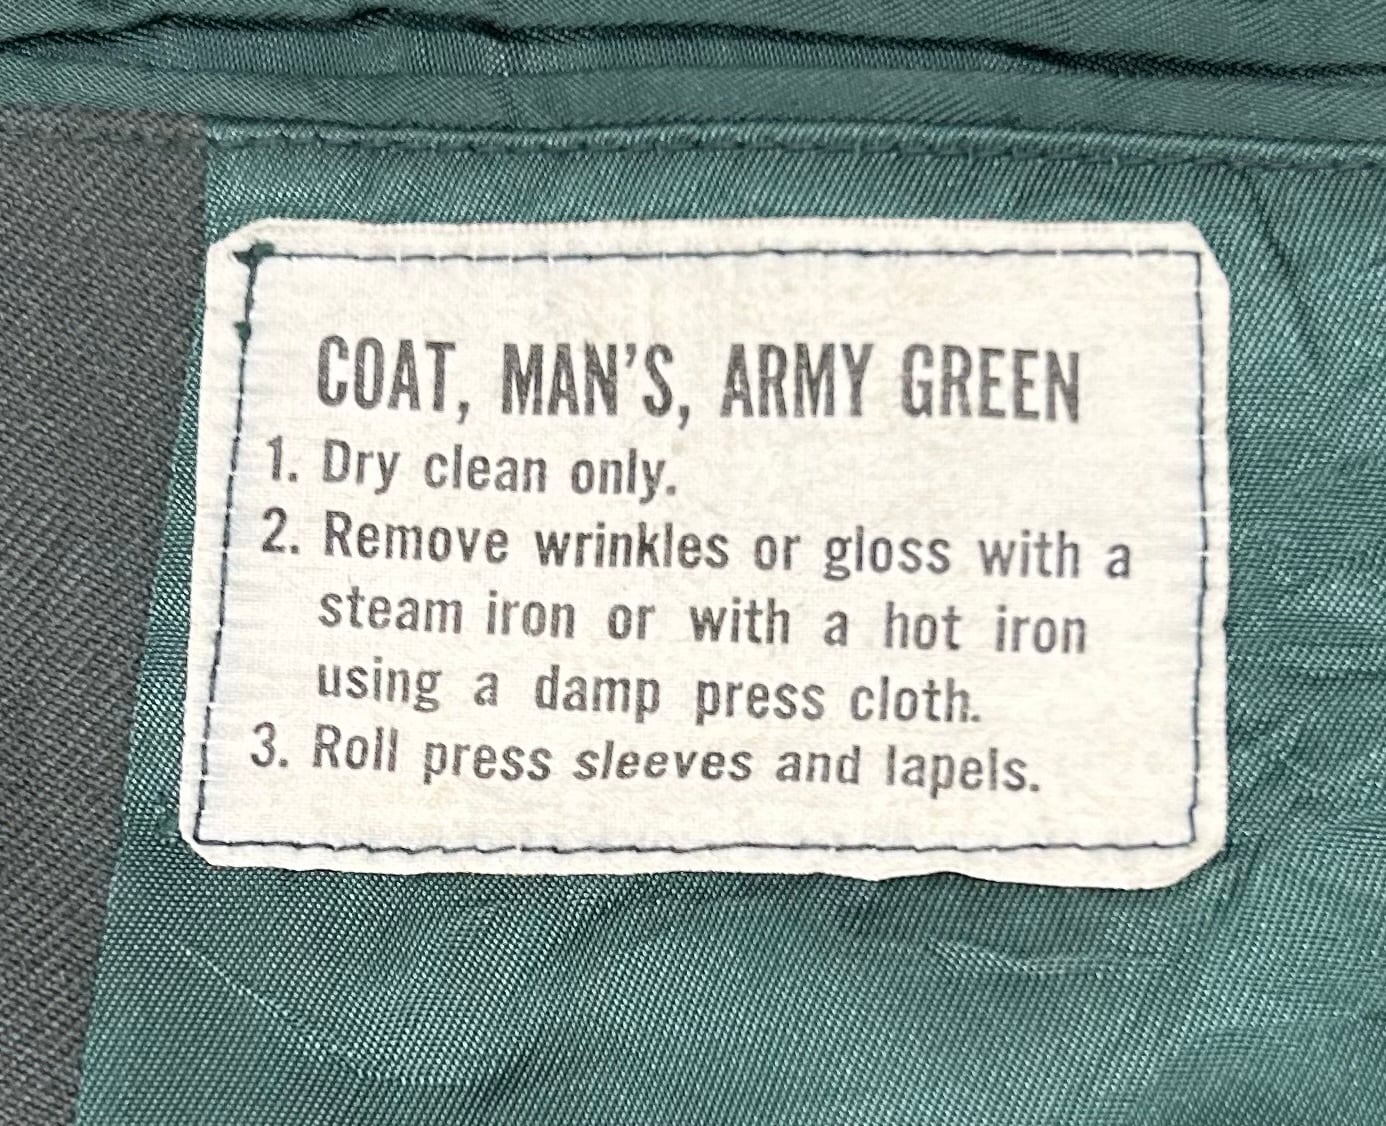 COAT, MAN'S, ARMY GREEN
1. Dry clean only.
2. Remove wrinkles or gloss with a
steam iron or with a hot iron
using a damp press cloth.
3. Roll press sleeves and lapels.